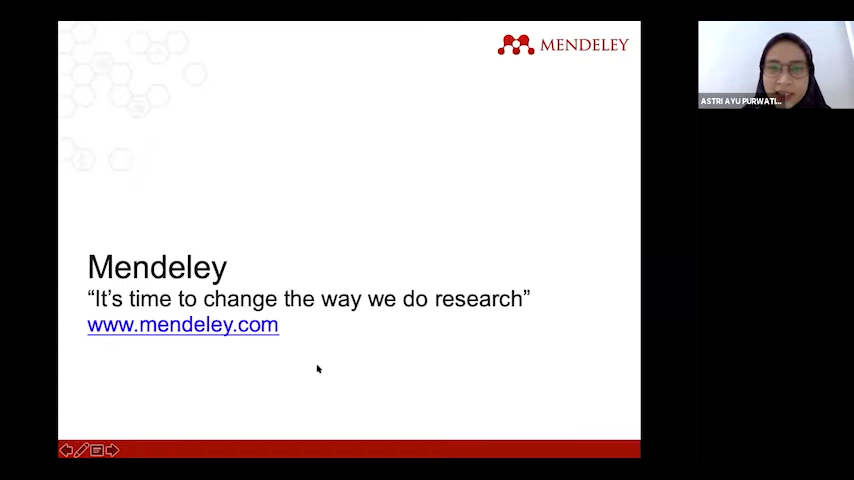 MENDELEY
ASTRI AYU PURWATI...
Mendeley
“It’s time to change the way we do research”
www.mendeley.com